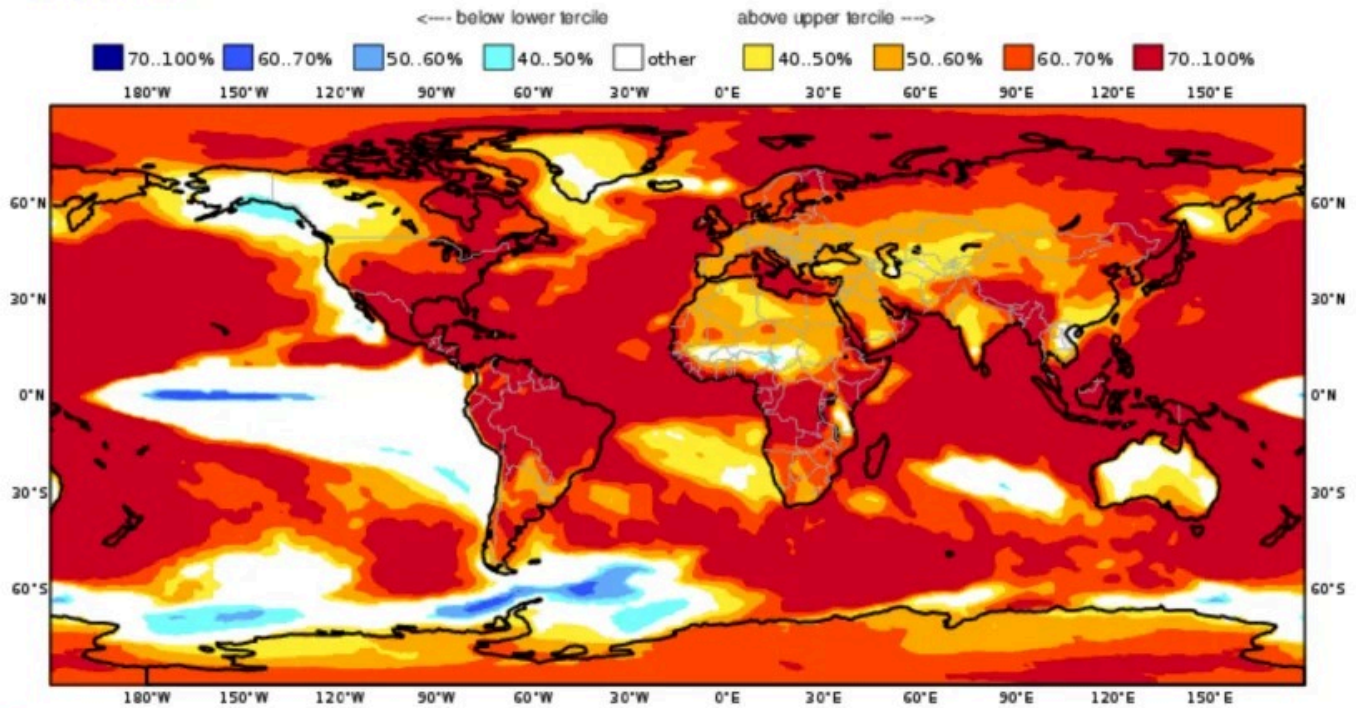 <---- below lower tercile above upper tercile ---->
70..100% 60..70% 50..60% 40..50% other 40..50% 50..60% 60..70% 70..100%
180°W 150°W 120°W 90°W 60°W 30°W 0°E 30°E 60°E 90°E 120°E 150°E
60°N 60°N
30°N 30°N
0°N 0°N
30°S 30°S
60°S 60°S
180°W 150°W 120°W 90°W 60°W 30°W 0°E 30°E 60°E 90°E 120°E 150°E